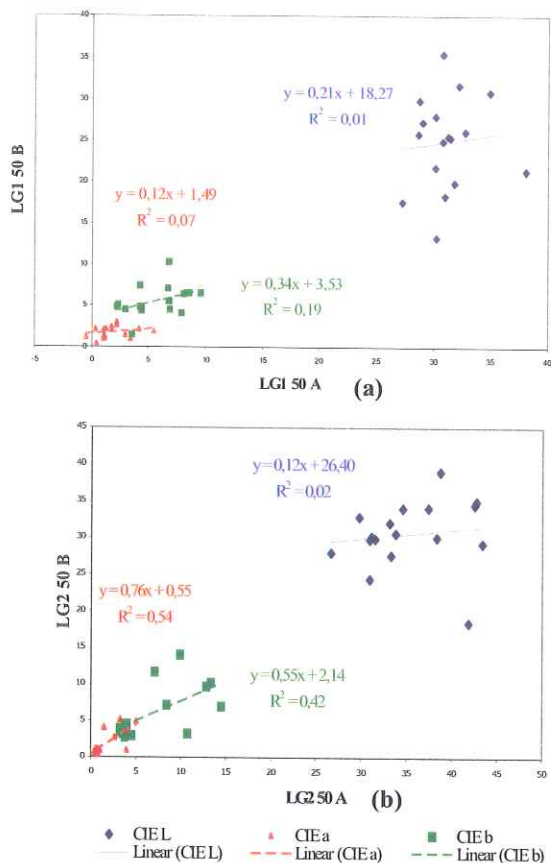 40
35
30
25
20
15
10
5
0
-5
0
5
10
15
20
25
30
35
40
LG1 50 B
LG1 50 A
(a)
y = 0,21x + 18,27
R² = 0,01
y = 0,12x + 1,49
R² = 0,07
y = 0,34x + 3,53
R² = 0,19
45
40
35
30
25
20
15
10
5
0
0
5
10
15
20
25
30
35
40
45
50
LG2 50 B
LG2 50 A
(b)
y = 0,12x + 26,40
R² = 0,02
y = 0,76x + 0,55
R² = 0,54
y = 0,55x + 2,14
R² = 0,42
CIE L
CIE a
CIE b
Linear (CIE L)
Linear (CIE a)
Linear (CIE b)